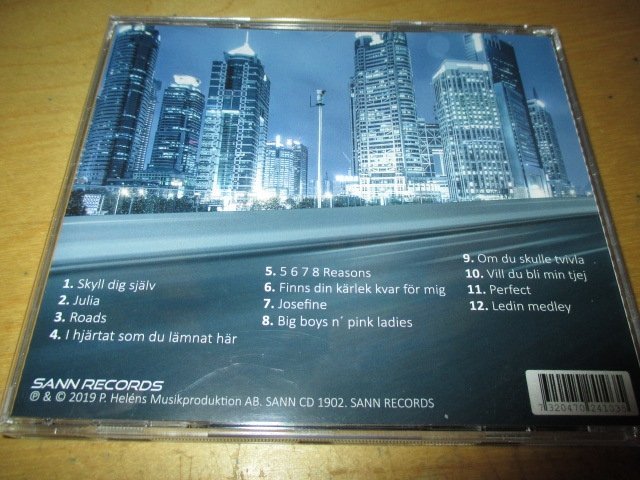 1. Skyll dig själv
2. Julia
3. Roads
4. I hjärtat som du lämnat här
5. 5 6 7 8 Reasons
6. Finns din kärlek kvar för mig
7. Josefine
8. Big boys n´ pink ladies
9. Om du skulle tvivla
10. Vill du bli min tjej
11. Perfect
12. Ledin medley
SANN RECORDS
℗ & © 2019 P. Heléns Musikproduktion AB. SANN CD 1902. SANN RECORDS
7 320470 241035